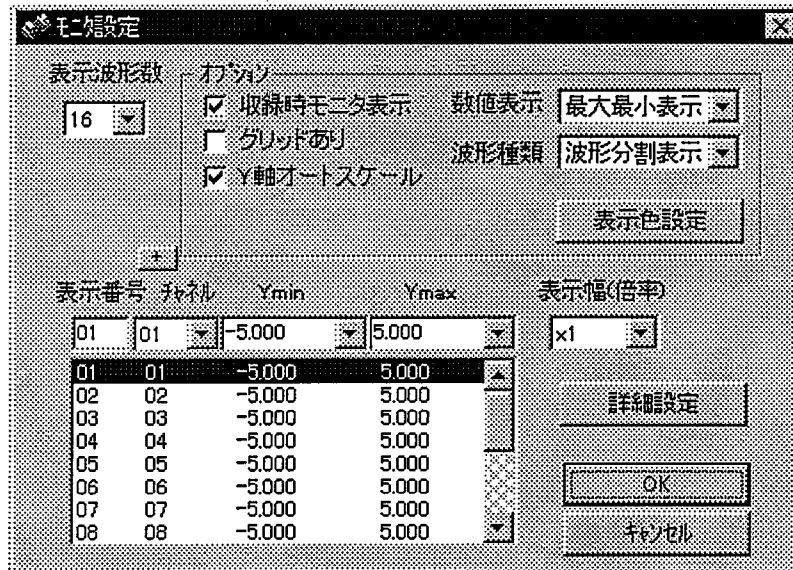 ﾓﾆﾀ設定
表示波形数
16
ｵﾌﾟｼｮﾝ
収録時モニタ表示
グリッドあり
Y軸オートスケール
数値表示 最大最小表示
波形種類 波形分割表示
表示色設定
+
表示番号 ﾁｬﾈﾙ Ymin Ymax 表示幅(倍率)
01 01 -5.000 5.000 x1
01 01 -5.000 5.000
02 02 -5.000 5.000
03 03 -5.000 5.000
04 04 -5.000 5.000
05 05 -5.000 5.000
06 06 -5.000 5.000
07 07 -5.000 5.000
08 08 -5.000 5.000
詳細設定
OK
ｷｬﾝｾﾙ